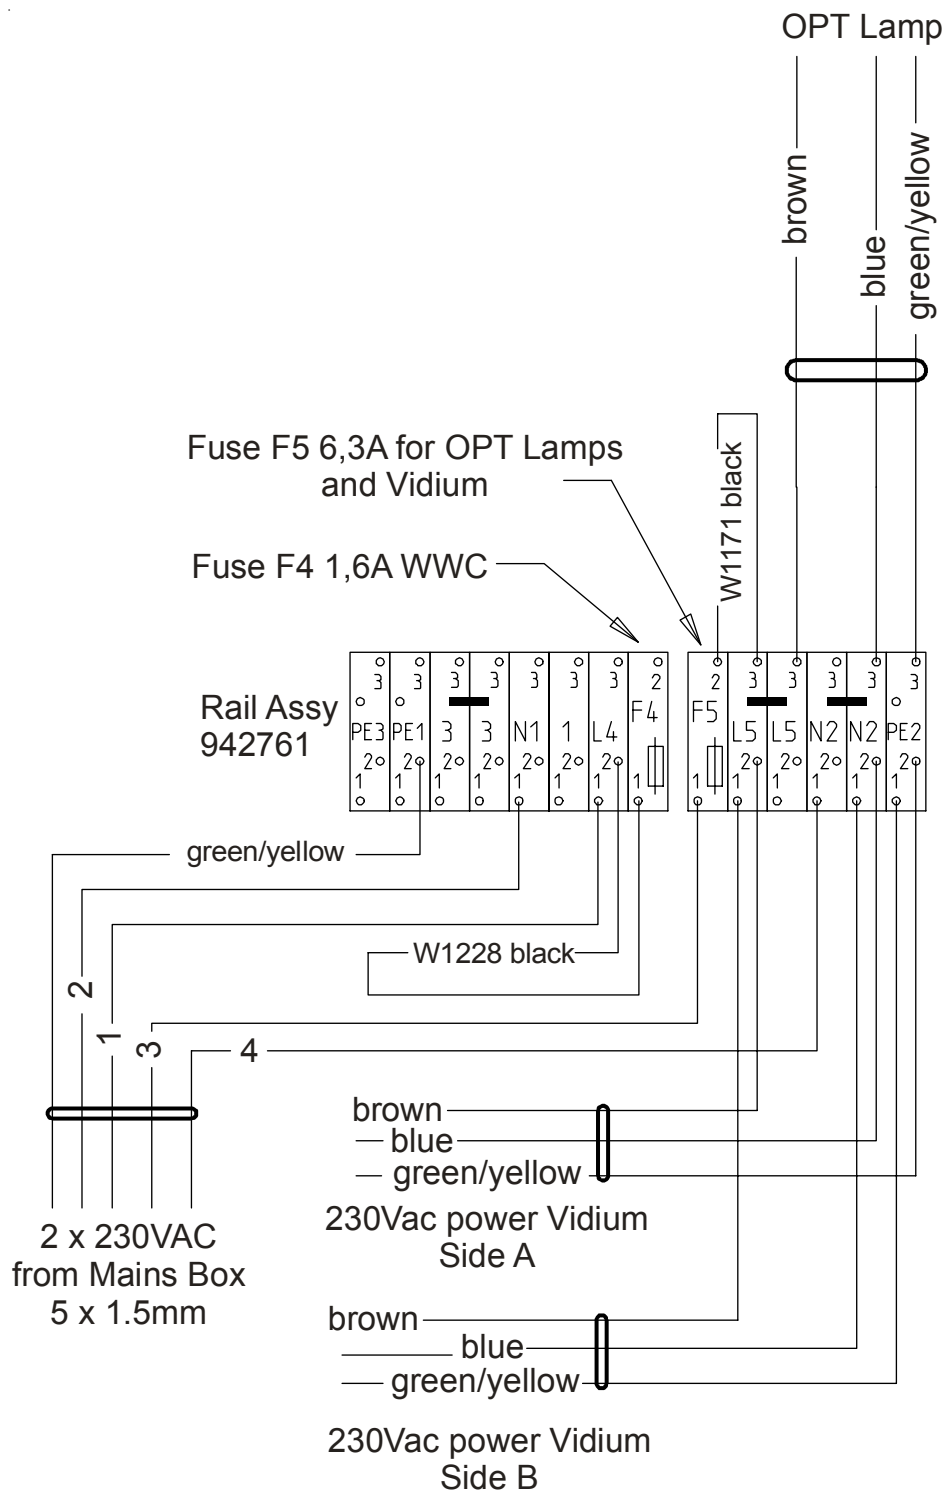 OPT Lamp
brown
blue
green/yellow
Fuse F5 6,3A for OPT Lamps
and Vidium
W1171 black
Fuse F4 1,6A WWC
Rail Assy
942761
3 3 3 3 3 3 3 2 2 3 3 3 3 3
PE3 PE1 3 3 N1 1 L4 F4 F5 L5 L5 N2 N2 PE2
2 2 2 2 2 2 2 2 2 2 2 2
1 1 1 1 1 1 1 1 1 1 1 1 1 1
green/yellow
W1228 black
2
1
3
4
brown
blue
green/yellow
230Vac power Vidium
Side A
2 x 230VAC
from Mains Box
5 x 1.5mm
brown
blue
green/yellow
230Vac power Vidium
Side B